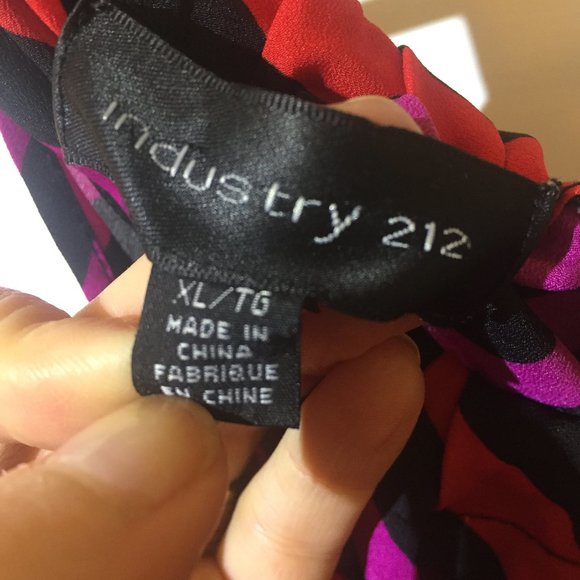 industry 212
XL/TG
MADE IN
CHINA
FABRIQUE
EN CHINE